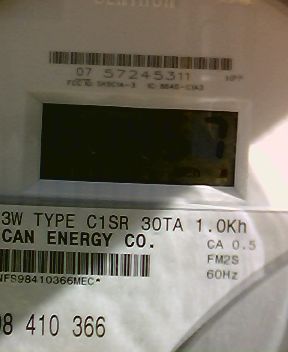 CENTRON
07 57245311
3W TYPE C1SR 30TA 1.0Kh
CAN ENERGY CO.
CA 0.5
FM2S
60Hz
NFS98410366MEC*
98 410 366